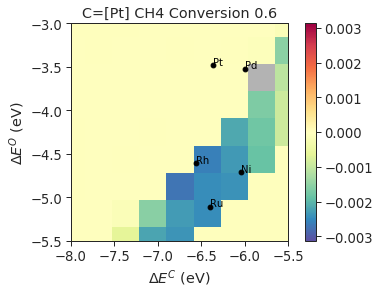 C=[Pt] CH4 Conversion 0.6
−3.0
−3.5
−4.0
−4.5
−5.0
−5.5
ΔE^O (eV)
Pt
Pd
Rh
Ni
Ru
−8.0 −7.5 −7.0 −6.5 −6.0 −5.5
ΔE^C (eV)
0.003
0.002
0.001
0.000
−0.001
−0.002
−0.003